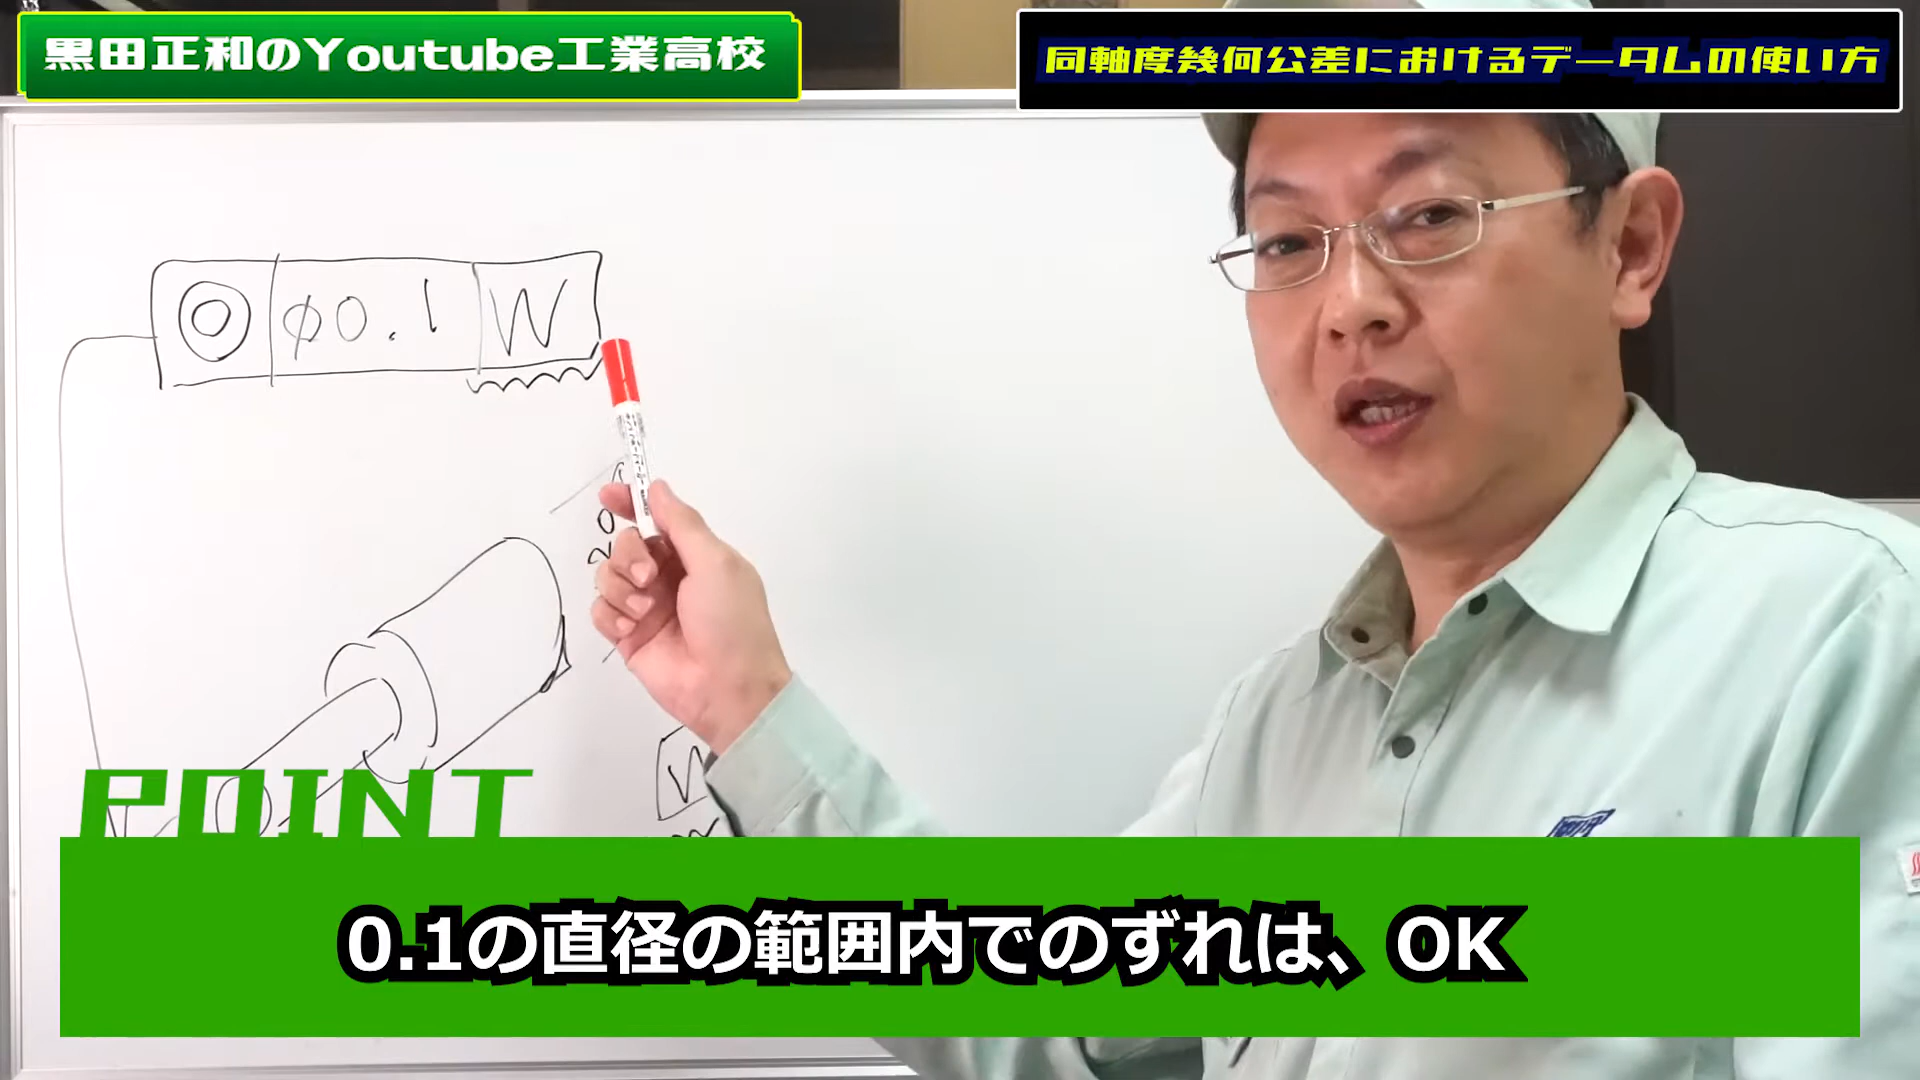 黒田正和のYoutube工業高校
同軸度幾何公差におけるデータムの使い方
◎ φ0.1 W
20
W
POINT
0.1の直径の範囲内でのずれは、OK